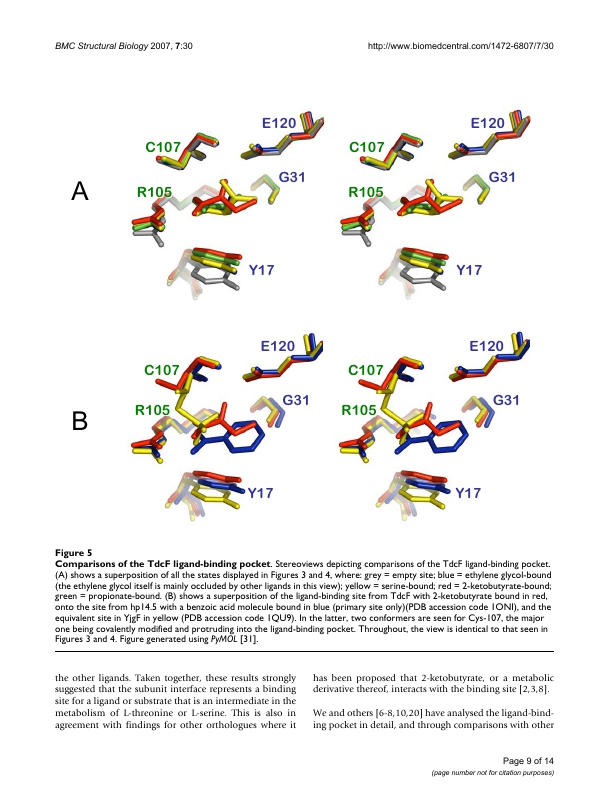 BMC Structural Biology 2007, 7:30 http://www.biomedcentral.com/1472-6807/7/30
E120 E120
C107 C107
G31 G31
A R105 R105
Y17 Y17
E120 E120
C107 C107
G31 G31
B R105 R105
Y17 Y17
Figure 5
Comparisons of the TdcF ligand-binding pocket. Stereoviews depicting comparisons of the TdcF ligand-binding pocket.
(A) shows a superposition of all the states displayed in Figures 3 and 4, where: grey = empty site; blue = ethylene glycol-bound
(the ethylene glycol itself is mainly occluded by other ligands in this view); yellow = serine-bound; red = 2-ketobutyrate-bound;
green = propionate-bound. (B) shows a superposition of the ligand-binding site from TdcF with 2-ketobutyrate bound in red,
onto the site from hp14.5 with a benzoic acid molecule bound in blue (primary site only)(PDB accession code 1ONI), and the
equivalent site in YjgF in yellow (PDB accession code 1QU9). In the latter, two conformers are seen for Cys-107, the major
one being covalently modified and protruding into the ligand-binding pocket. Throughout, the view is identical to that seen in
Figures 3 and 4. Figure generated using PyMOL [31].
the other ligands. Taken together, these results strongly
suggested that the subunit interface represents a binding
site for a ligand or substrate that is an intermediate in the
metabolism of L-threonine or L-serine. This is also in
agreement with findings for other orthologues where it
has been proposed that 2-ketobutyrate, or a metabolic
derivative thereof, interacts with the binding site [2,3,8].
We and others [6-8,10,20] have analysed the ligand-bind-
ing pocket in detail, and through comparisons with other
Page 9 of 14
(page number not for citation purposes)